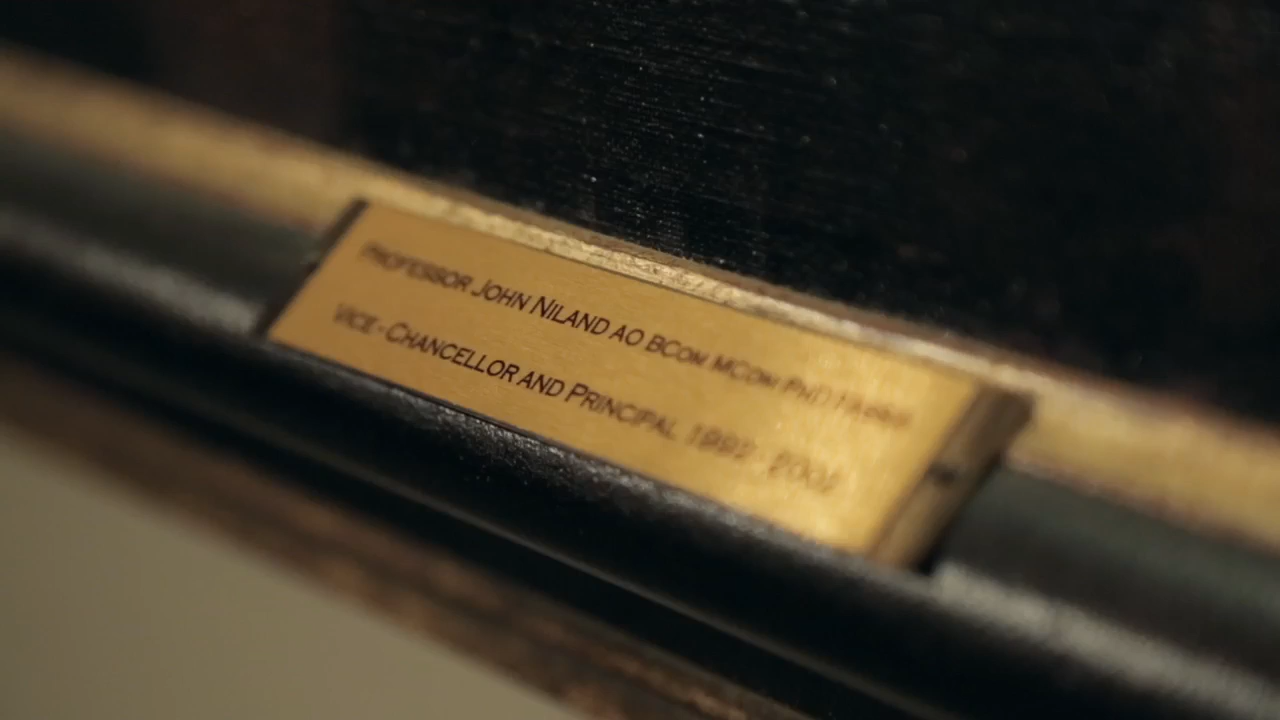 PROFESSOR JOHN NILAND AO BCOM MCOM PHD
VICE-CHANCELLOR AND PRINCIPAL 1992-2002